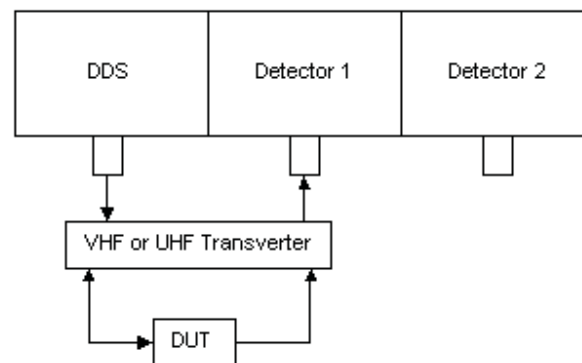 DDS
Detector 1
Detector 2
VHF or UHF Transverter
DUT